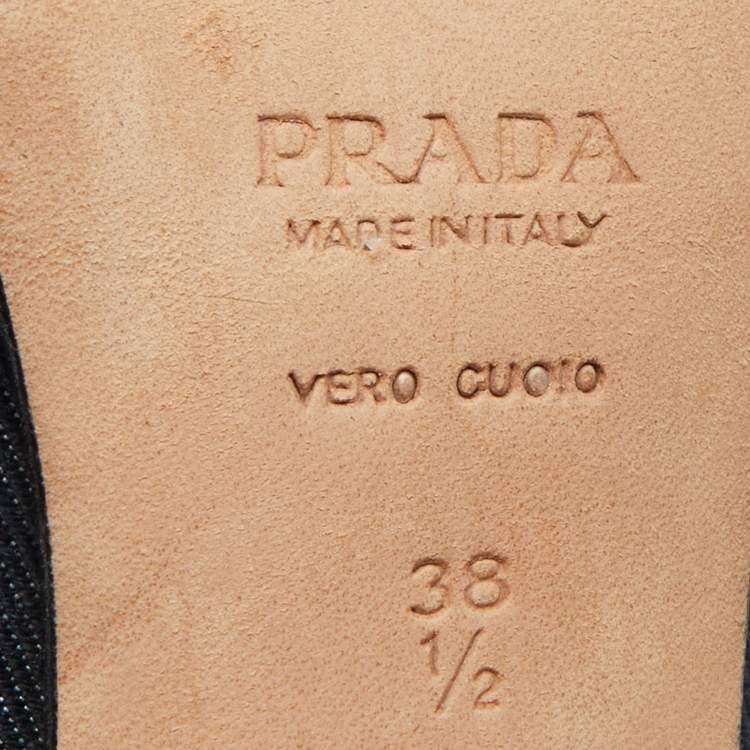 PRADA
MADE IN ITALY
VERO CUOIO
38
1/2